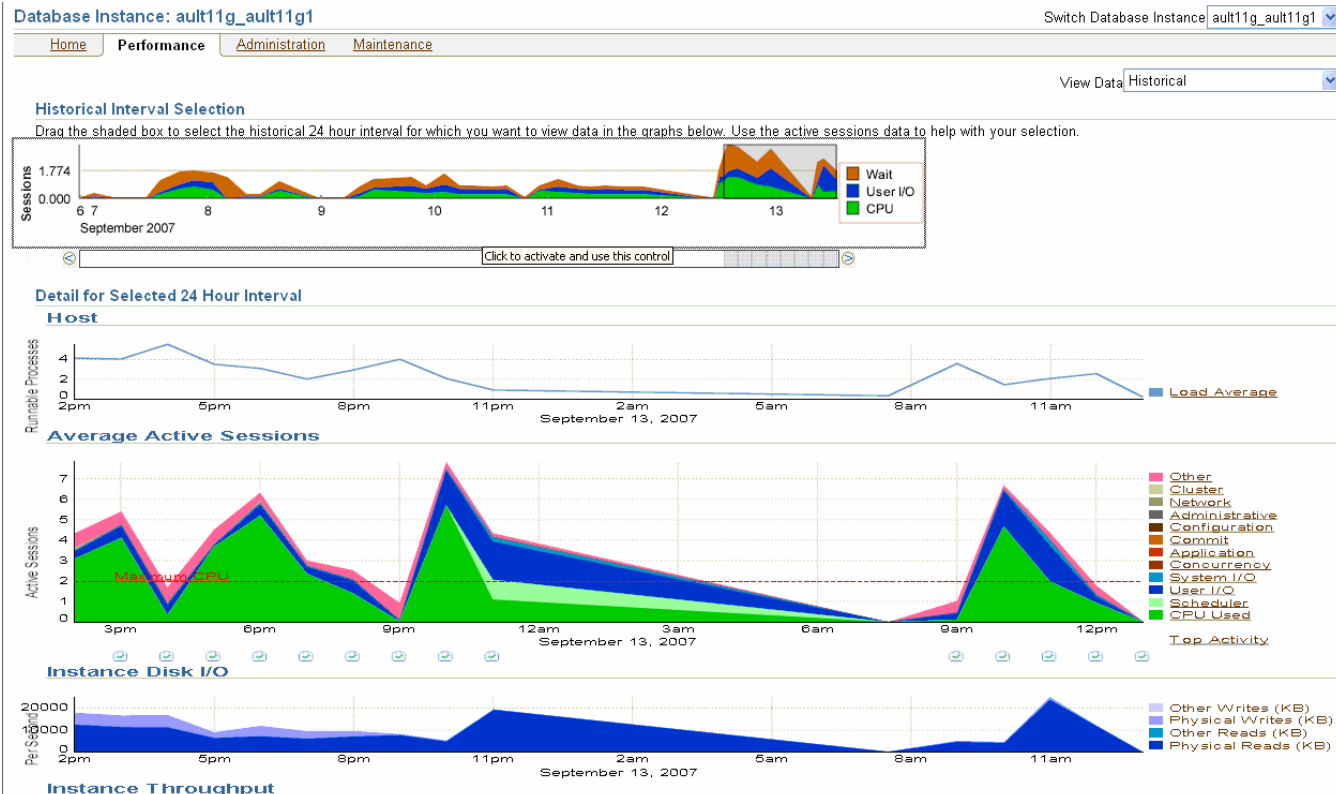 Database Instance: ault11g_ault11g1
Switch Database Instance ault11g_ault11g1
Home Performance Administration Maintenance
View Data Historical
Historical Interval Selection
Drag the shaded box to select the historical 24 hour interval for which you want to view data in the graphs below. Use the active sessions data to help with your selection.
Sessions
1.774
0.000
6 7 8 9 10 11 12 13
September 2007
Wait
User I/O
CPU
Click to activate and use this control
Detail for Selected 24 Hour Interval
Host
Runnable Processes
4
2
0
2pm 5pm 8pm 11pm 2am 5am 8am 11am
September 13, 2007
Load Average
Average Active Sessions
Active Sessions
7
6
5
4
3
2
1
0
Maximum CPU
3pm 6pm 9pm 12am 3am 6am 9am 12pm
September 13, 2007
Other
Cluster
Network
Administrative
Configuration
Commit
Application
Concurrency
System I/O
User I/O
Scheduler
CPU Used
Top Activity
Instance Disk I/O
Per Second
20000
10000
0
2pm 5pm 8pm 11pm 2am 5am 8am 11am
September 13, 2007
Other Writes (KB)
Physical Writes (KB)
Other Reads (KB)
Physical Reads (KB)
Instance Throughput